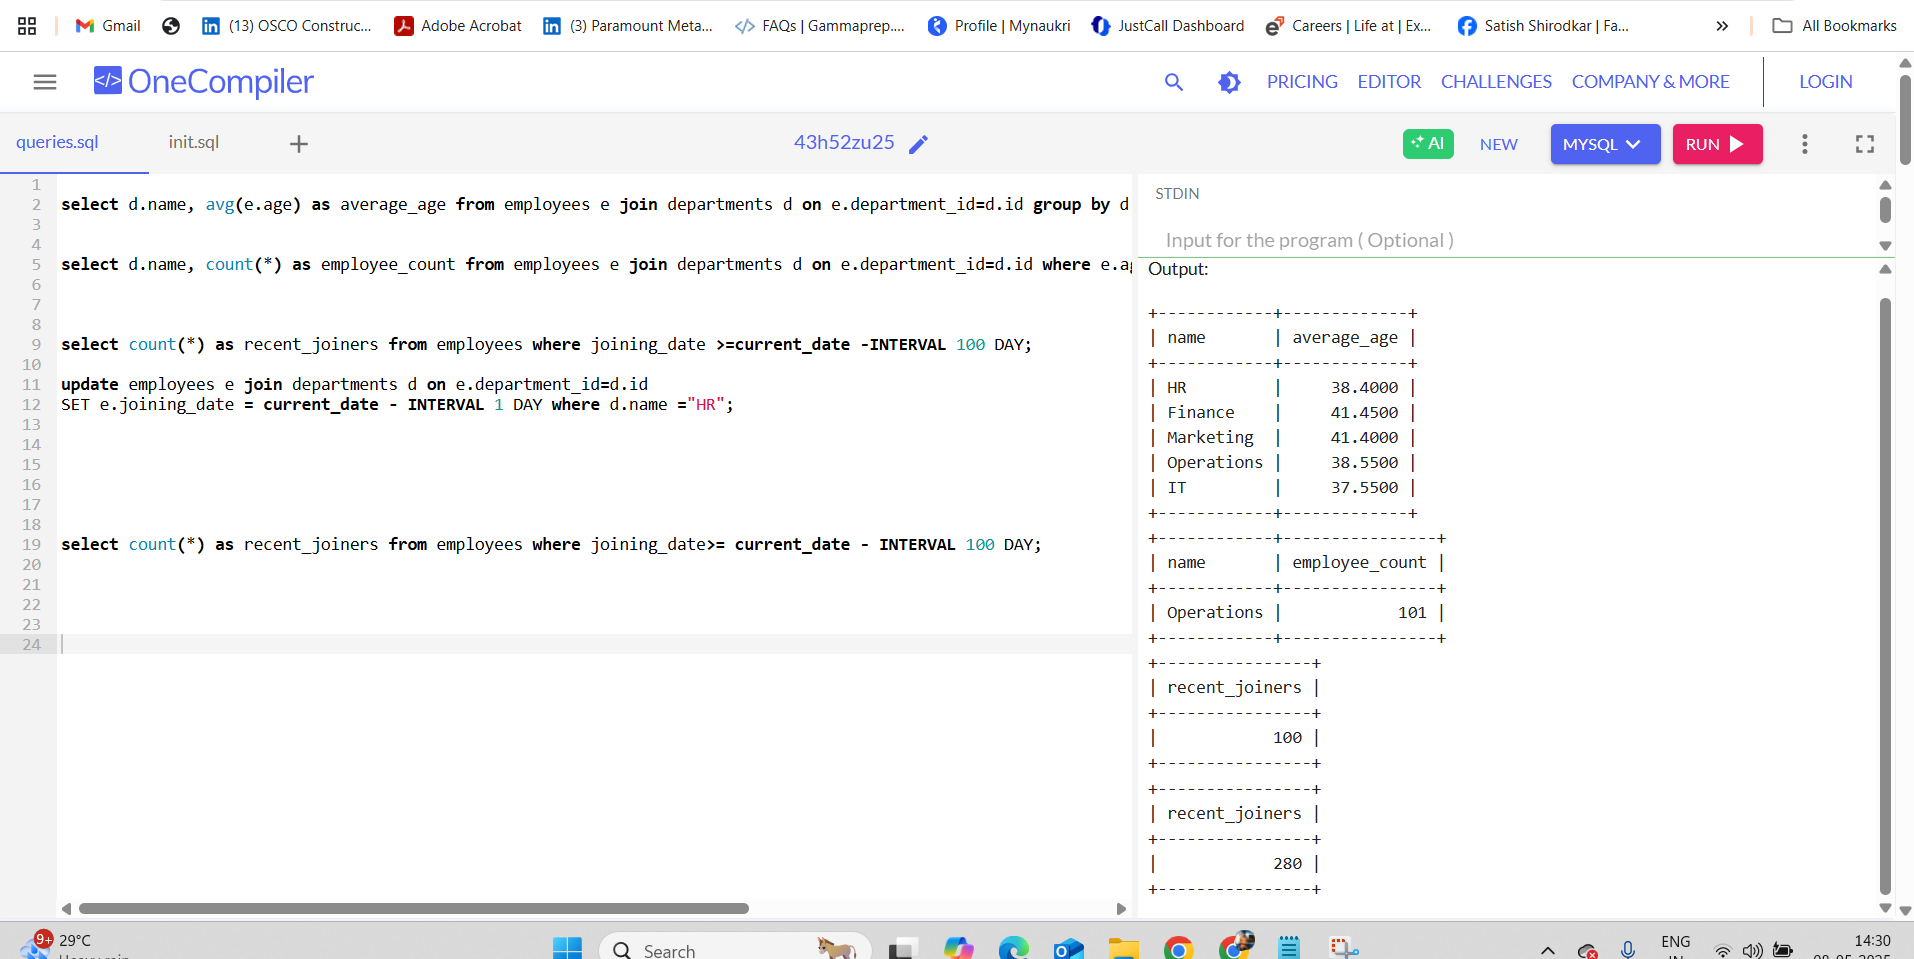 Gmail
(13) OSCO Construc...
Adobe Acrobat
(3) Paramount Meta...
FAQs | Gammaprep....
Profile | Mynaukri
JustCall Dashboard
Careers | Life at | Ex...
Satish Shirodkar | Fa...
»
All Bookmarks
OneCompiler
PRICING
EDITOR
CHALLENGES
COMPANY & MORE
LOGIN
queries.sql
init.sql
+
43h52zu25
AI
NEW
MYSQL
RUN
1
2 select d.name, avg(e.age) as average_age from employees e join departments d on e.department_id=d.id group by d
3
4
5 select d.name, count(*) as employee_count from employees e join departments d on e.department_id=d.id where e.ag
6
7
8
9 select count(*) as recent_joiners from employees where joining_date >=current_date -INTERVAL 100 DAY;
10
11 update employees e join departments d on e.department_id=d.id
12 SET e.joining_date = current_date - INTERVAL 1 DAY where d.name ="HR";
13
14
15
16
17
18
19 select count(*) as recent_joiners from employees where joining_date>= current_date - INTERVAL 100 DAY;
20
21
22
23
24
STDIN
Input for the program ( Optional )
Output:
+------------+-------------+
| name       | average_age |
+------------+-------------+
| HR         |     38.4000 |
| Finance    |     41.4500 |
| Marketing  |     41.4000 |
| Operations |     38.5500 |
| IT         |     37.5500 |
+------------+-------------+
+------------+----------------+
| name       | employee_count |
+------------+----------------+
| Operations |            101 |
+------------+----------------+
+----------------+
| recent_joiners |
+----------------+
|            100 |
+----------------+
+----------------+
| recent_joiners |
+----------------+
|            280 |
+----------------+
9+
29°C
Search
ENG
14:30